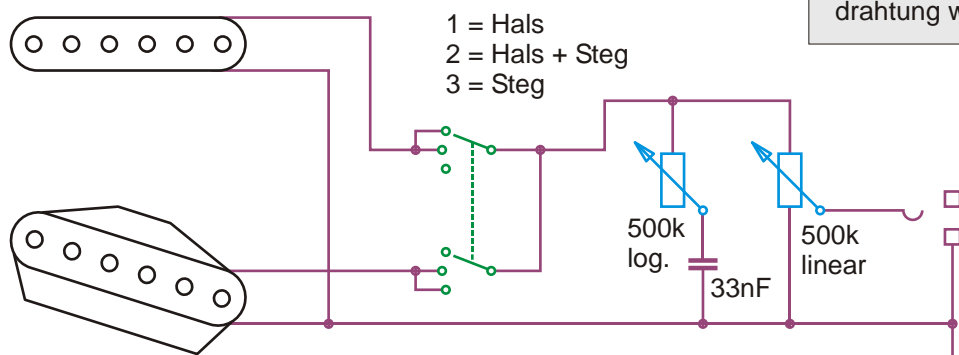 drahtung w
1 = Hals
2 = Hals + Steg
3 = Steg
500k
log.
33nF
500k
linear